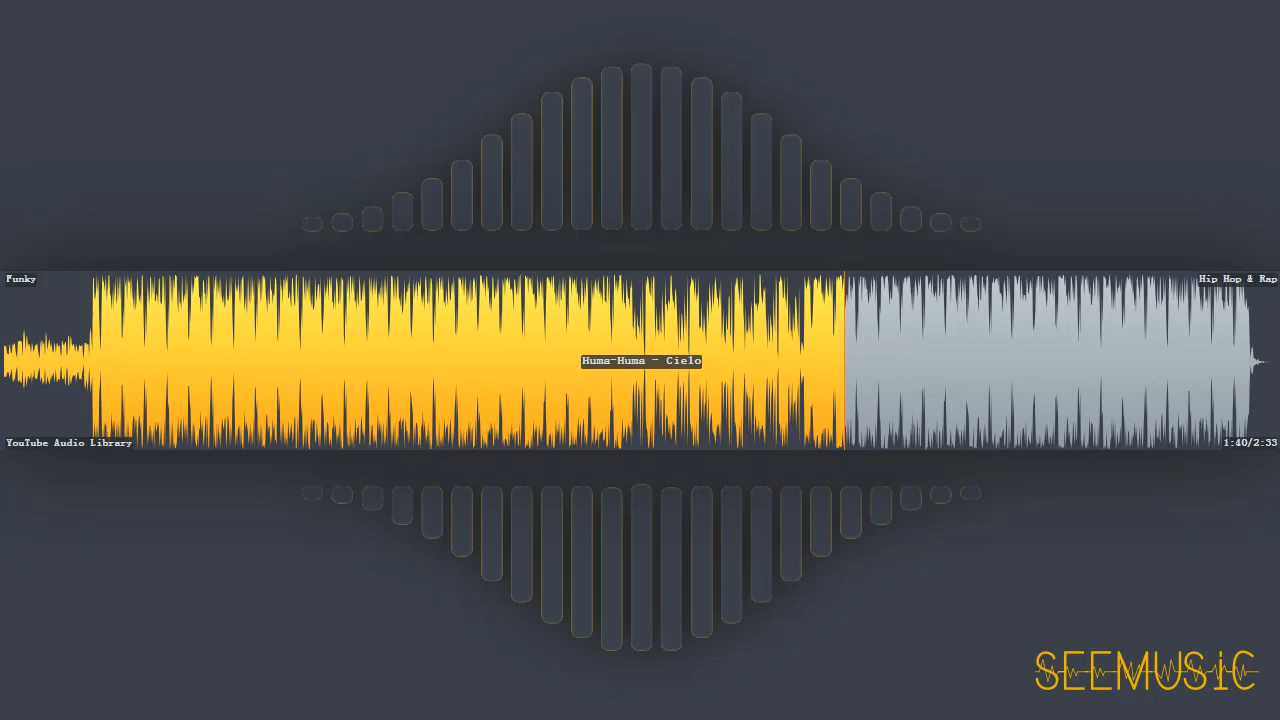 Funky
Hip Hop & Rap
Huma-Huma - Cielo
YouTube Audio Library
1:40/2:33
SEEMUSiC